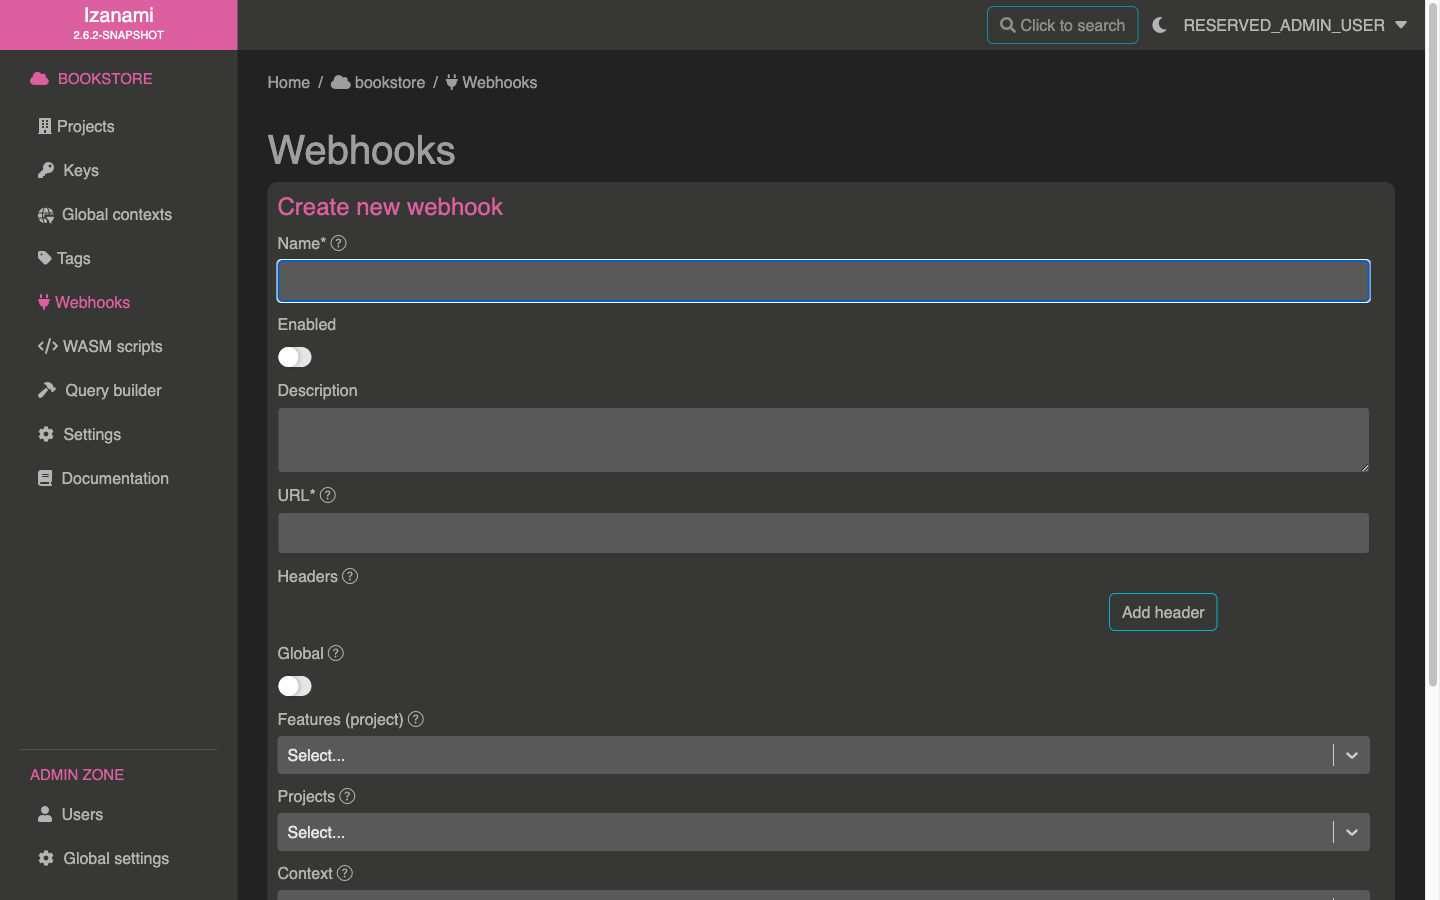 Izanami
2.6.2-SNAPSHOT
Click to search
RESERVED_ADMIN_USER
BOOKSTORE
Projects
Keys
Global contexts
Tags
Webhooks
WASM scripts
Query builder
Settings
Documentation
ADMIN ZONE
Users
Global settings
Home / bookstore / Webhooks
Webhooks
Create new webhook
Name*
Enabled
Description
URL*
Headers
Add header
Global
Features (project)
Select...
Projects
Select...
Context